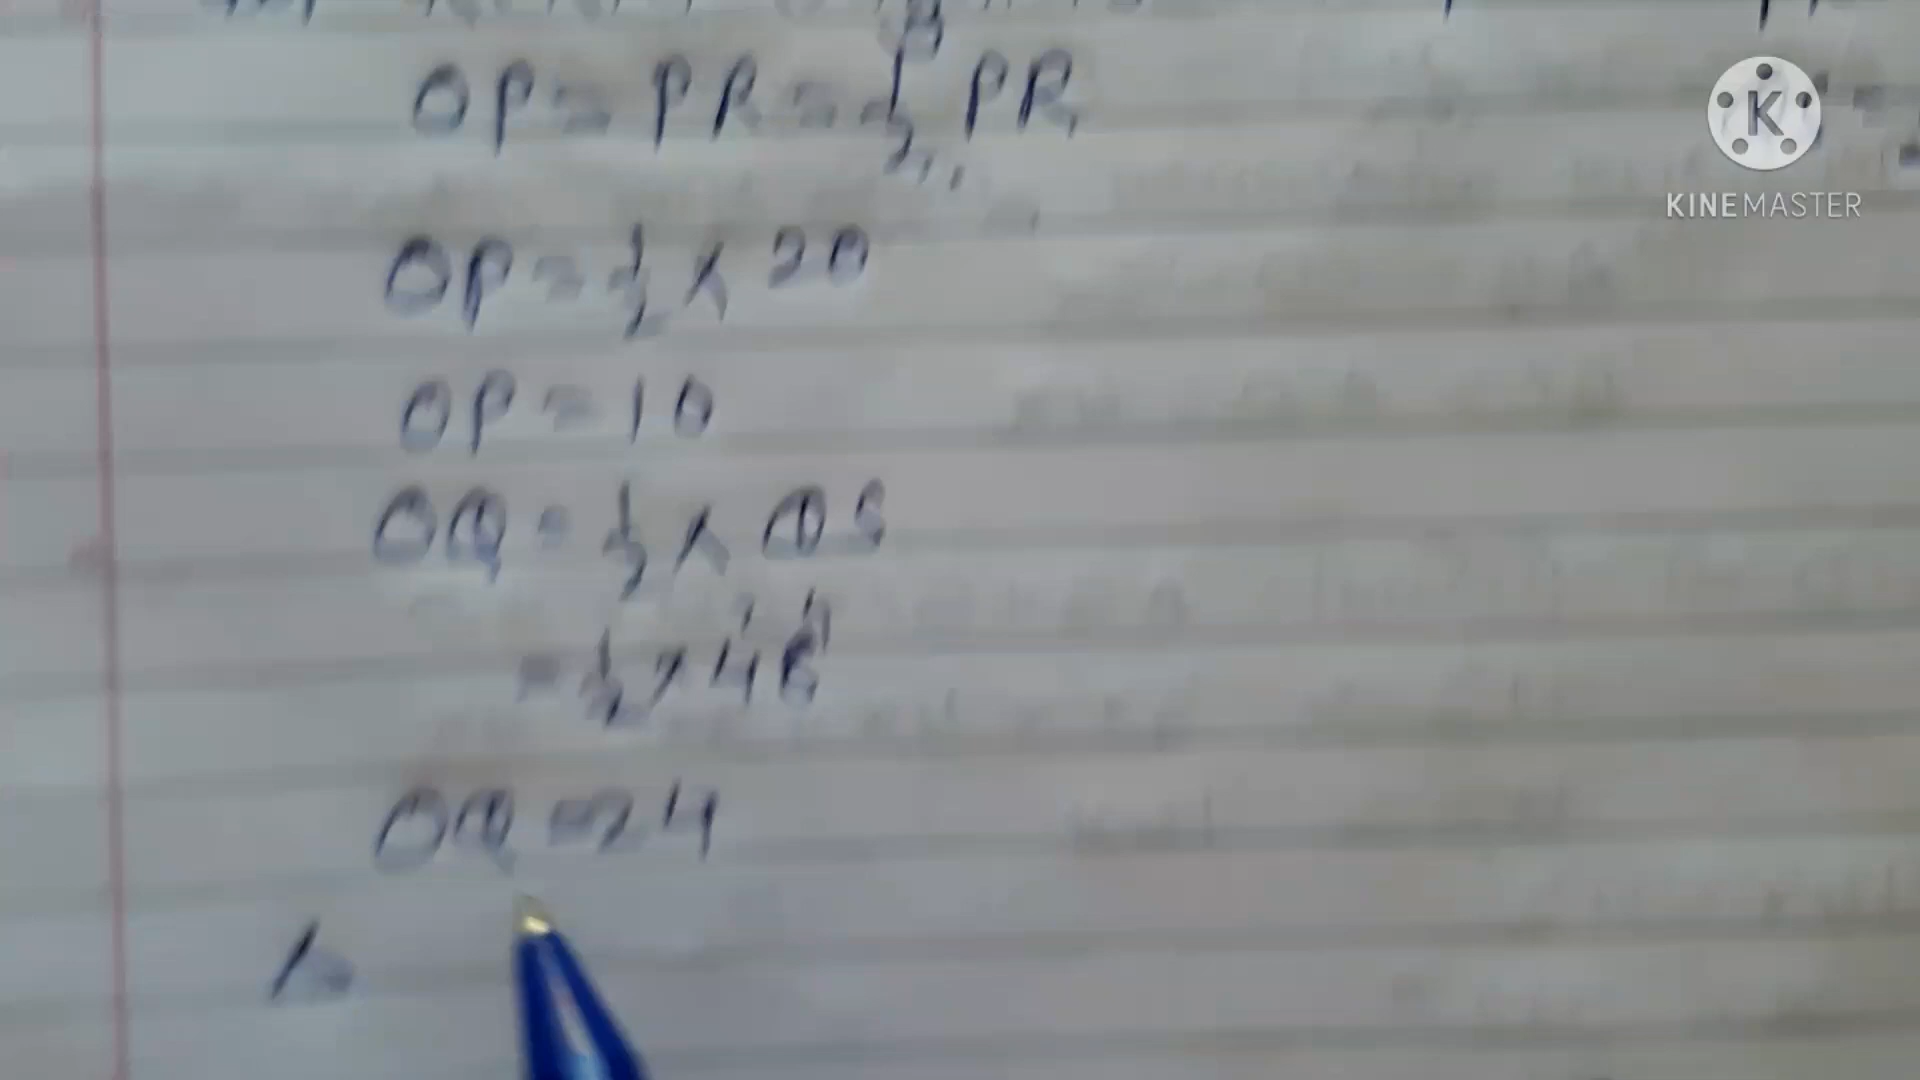 OP = PR = 1/2 PR
OP = 1/2 × 20
OP = 10
OQ = 1/2 × QS
= 1/2 × 48
OQ = 24
K
KINEMASTER